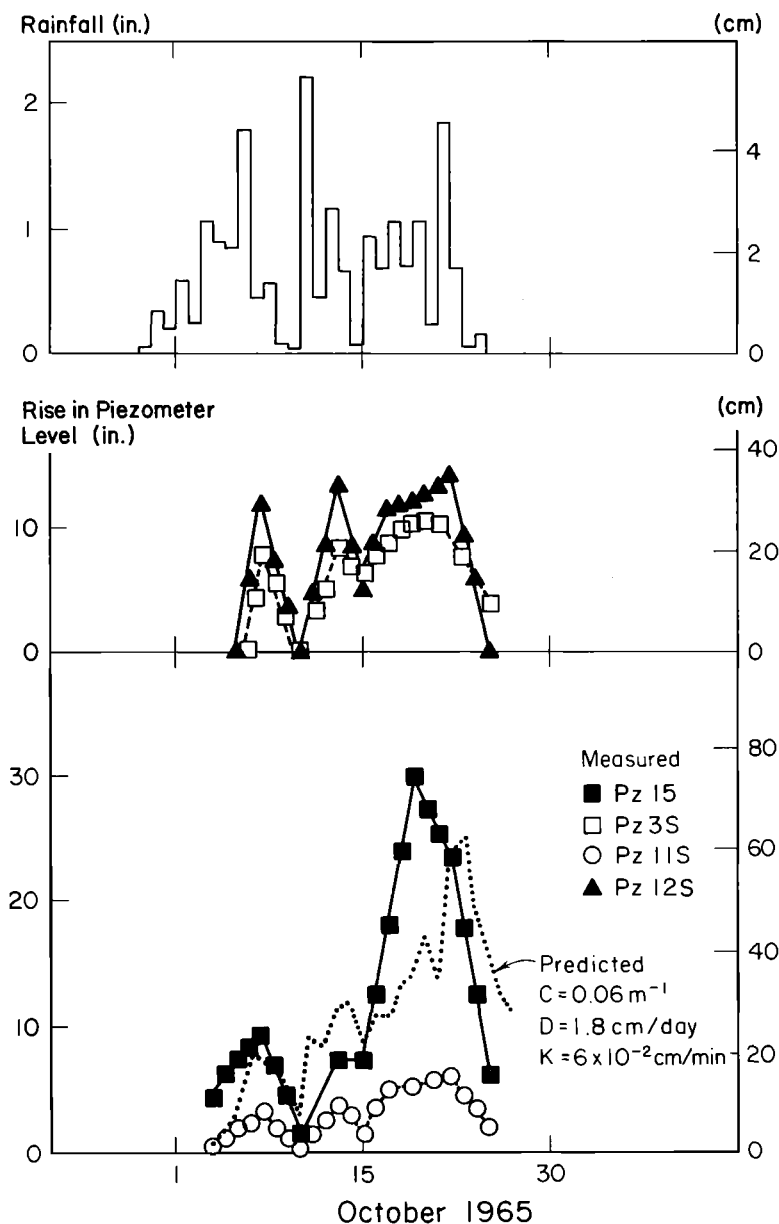 Rainfall (in.)
(cm)
2
1
0
4
2
0
Rise in Piezometer
Level (in.)
(cm)
10
0
40
20
0
30
20
10
0
80
60
40
20
0
Measured
Pz 15
Pz 3S
Pz 11S
Pz 12S
Predicted
C = 0.06 m⁻¹
D = 1.8 cm/day
K = 6 x 10⁻² cm/min
1
15
30
October 1965